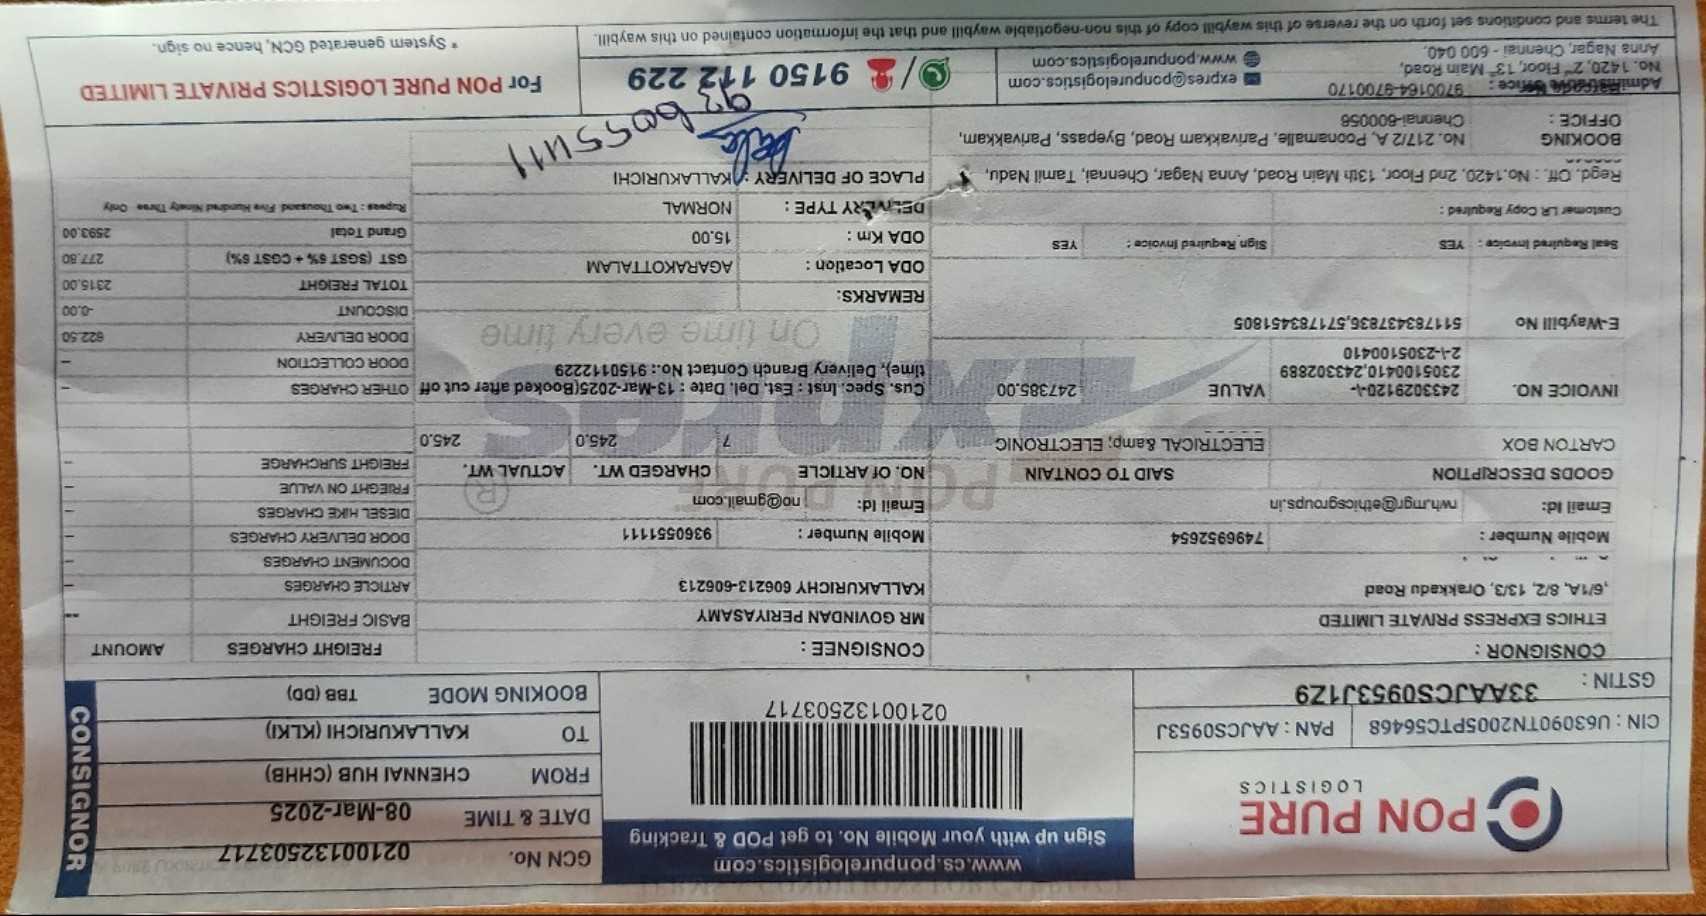 PON PURE
LOGISTICS
CIN : U63090TN2005PTC56468
PAN : AAJCS0953J
GSTIN :
33AAJCS0953J1Z9
www.cs.ponpurelogistics.com
Sign up with your Mobile No. to get POD & Tracking
02100132503717
GCN No. 02100132503717
DATE & TIME 08-Mar-2025
FROM CHENNAI HUB (CHHB)
TO KALLAKURICHI (KLKI)
BOOKING MODE TBB (DD)
CONSIGNOR
CONSIGNOR :
ETHICS EXPRESS PRIVATE LIMITED
,6/1A, 8/2, 13/3, Orakkadu Road
Mobile Number : 7496952654
Email Id: rwh.mgr@ethicsgroups.in
CONSIGNEE :
MR GOVINDAN PERIYASAMY
KALLAKURICHY 606213-606213
Mobile Number : 9360551111
Email Id: no@gmail.com
FREIGHT CHARGES AMOUNT
BASIC FREIGHT --
ARTICLE CHARGES -
DOCUMENT CHARGES -
DOOR DELIVERY CHARGES -
DIESEL HIKE CHARGES -
FRIEGHT ON VALUE -
FREIGHT SURCHARGE -
OTHER CHARGES -
DOOR COLLECTION -
DOOR DELIVERY 622.50
DISCOUNT -0.00
TOTAL FREIGHT 2315.00
GST (SGST 6% + CGST 6%) 277.80
Grand Total 2593.00
Rupees : Two Thousand Five Hundred Ninety Three Only
GOODS DESCRIPTION SAID TO CONTAIN NO. Of ARTICLE CHARGED WT. ACTUAL WT.
CARTON BOX ELECTRICAL &amp; ELECTRONIC 7 245.0 245.0
PON PURE
Xpres
On time every time
INVOICE NO. 2433029120-\-
2305100410,243302889
2-\-2305100410
VALUE 247385.00
Cus. Spec. Inst : Est. Del. Date : 13-Mar-2025(Booked after cut off
time), Delivery Branch Contact No.: 9150112229
E-Waybill No 511783437836,571783451805
REMARKS:
ODA Location : AGARAKOTTALAM
ODA Km : 15.00
DELIVERY TYPE : NORMAL
PLACE OF DELIVERY : KALLAKURICHI
Seal Required Invoice : YES Sign Required Invoice : YES
Customer LR Copy Required :
Regd. Off. : No.1420, 2nd Floor, 13th Main Road, Anna Nagar, Chennai, Tamil Nadu,
BOOKING
OFFICE :
No. 217/2 A, Poonamalle, Parivakkam Road, Byepass, Parivakkam,
Chennai-600056
9700164-9700170
Administrative Office :
No. 1420, 2nd Floor, 13th Main Road,
Anna Nagar, Chennai - 600 040.
expres@ponpurelogistics.com
www.ponpurelogistics.com
9150 112 229
For PON PURE LOGISTICS PRIVATE LIMITED
* System generated GCN, hence no sign.
The terms and conditions set forth on the reverse of this waybill copy of this non-negotiable waybill and that the information contained on this waybill.